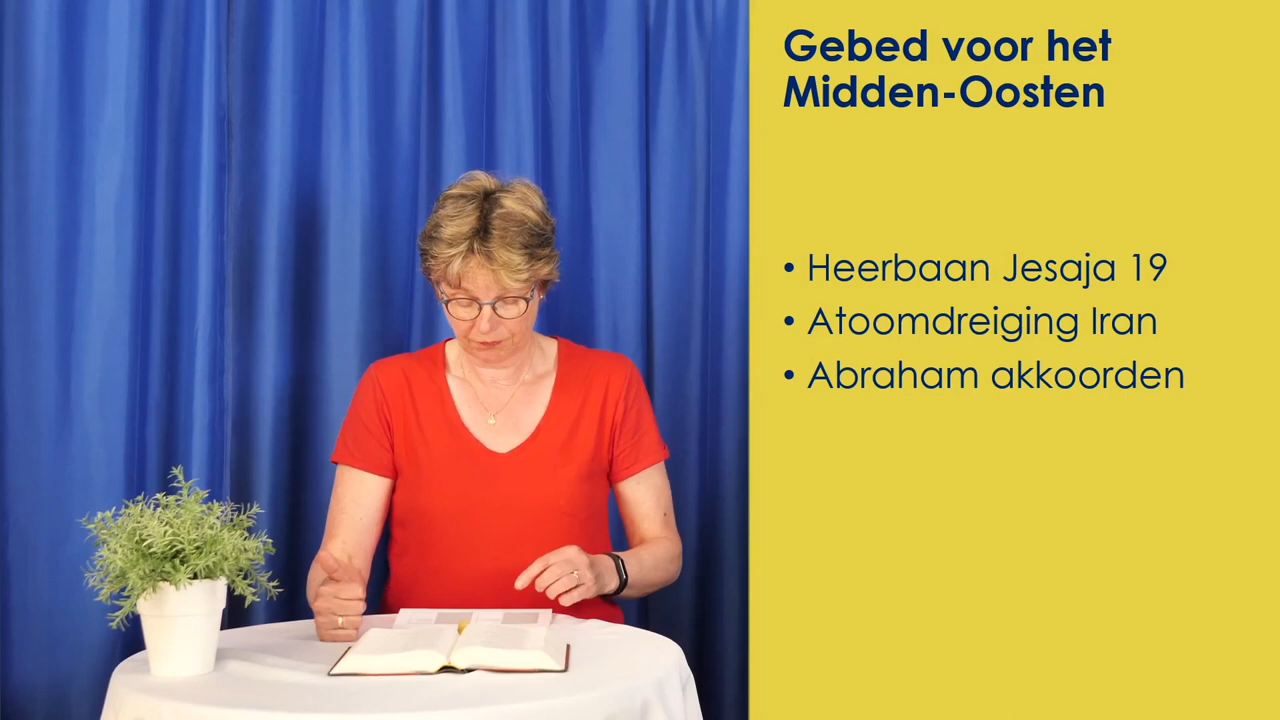 Gebed voor het
Midden-Oosten
• Heerbaan Jesaja 19
• Atoomdreiging Iran
• Abraham akkoorden